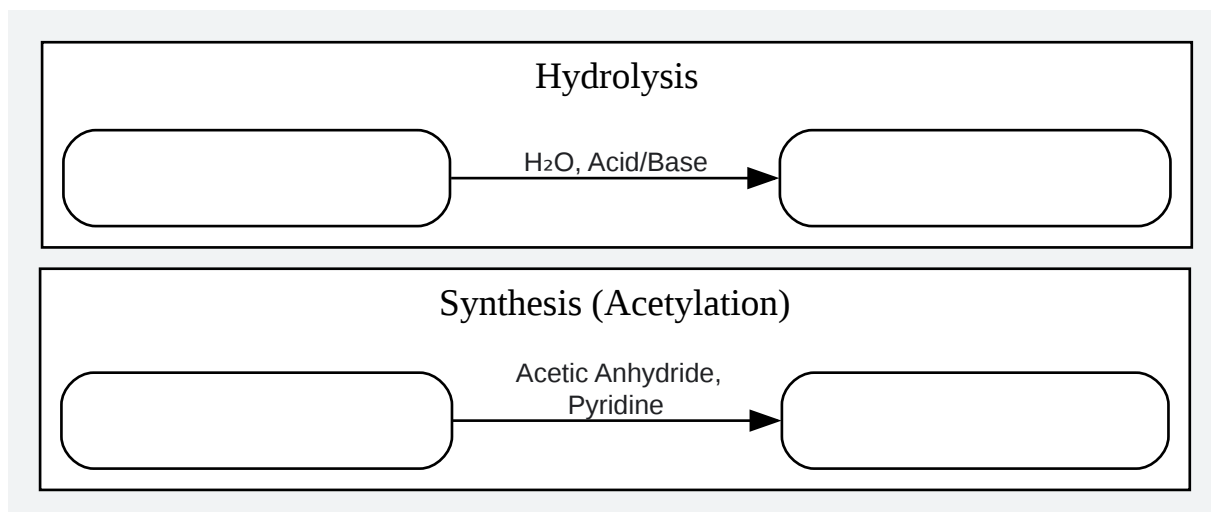 Hydrolysis
H₂O, Acid/Base
Synthesis (Acetylation)
Acetic Anhydride,
Pyridine